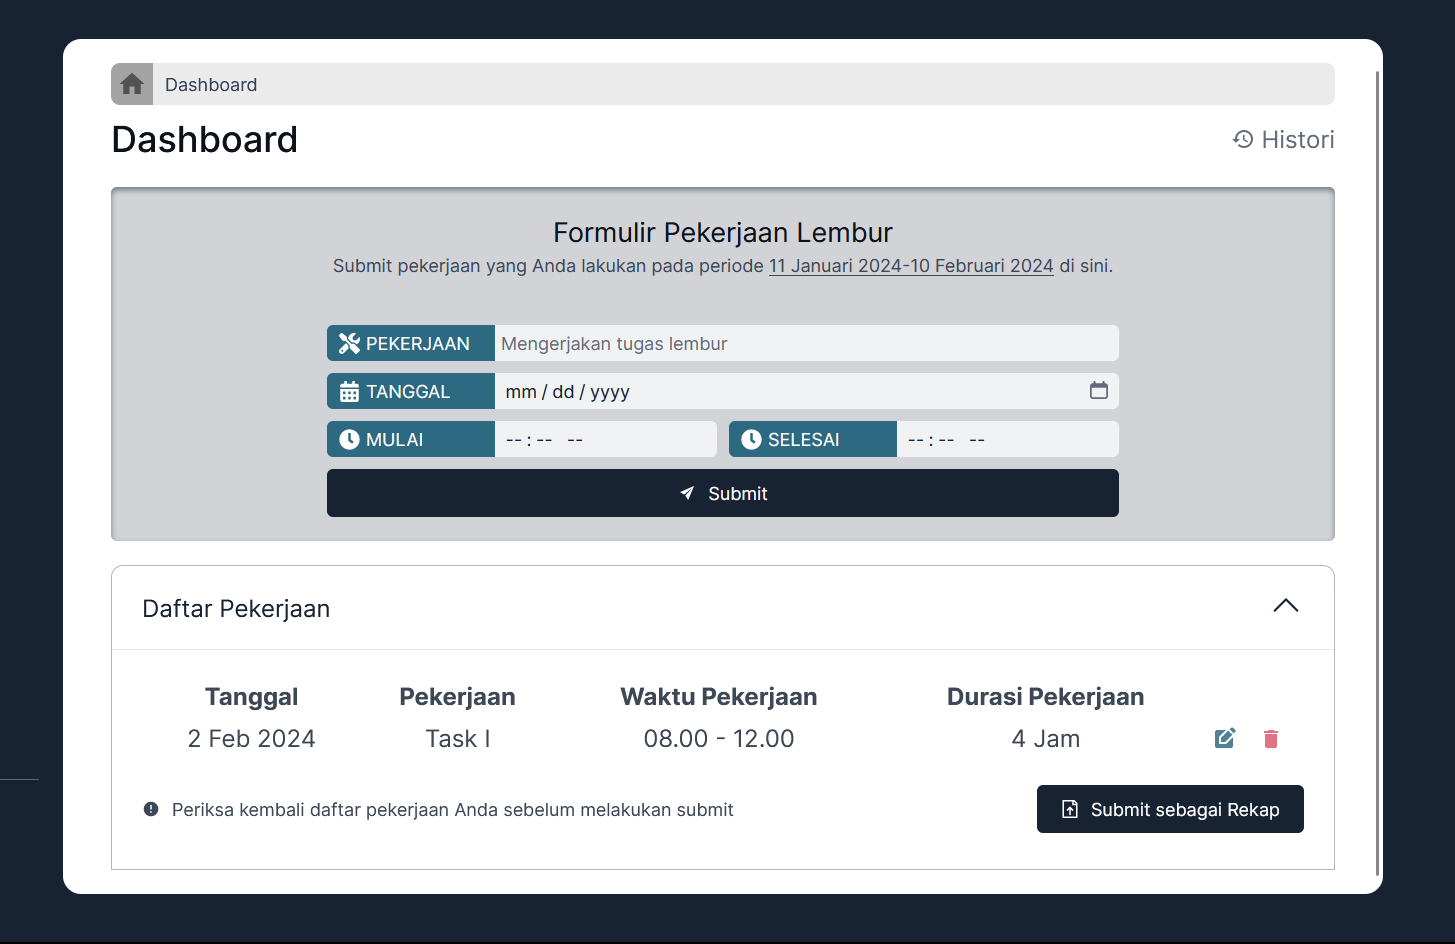 Dashboard
Dashboard
Histori
Formulir Pekerjaan Lembur
Submit pekerjaan yang Anda lakukan pada periode 11 Januari 2024-10 Februari 2024 di sini.
PEKERJAAN Mengerjakan tugas lembur
TANGGAL mm / dd / yyyy
MULAI -- : -- -- SELESAI -- : -- --
Submit
Daftar Pekerjaan
Tanggal Pekerjaan Waktu Pekerjaan Durasi Pekerjaan
2 Feb 2024 Task I 08.00 - 12.00 4 Jam
Periksa kembali daftar pekerjaan Anda sebelum melakukan submit
Submit sebagai Rekap